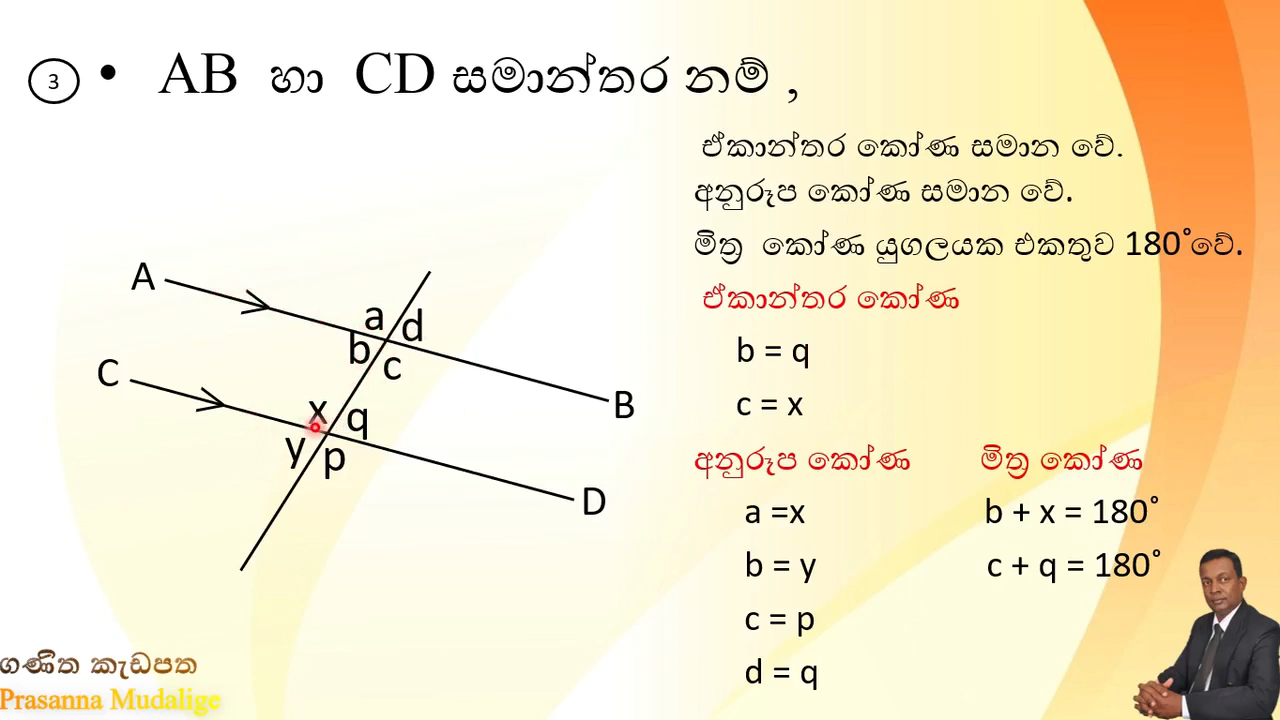 3 • AB හා CD සමාන්තර නම් ,
ඒකාන්තර කෝණ සමාන වේ.
අනුරූප කෝණ සමාන වේ.
මිත්‍ර කෝණ යුගලයක එකතුව 180˚වේ.
ඒකාන්තර කෝණ
b = q
c = x
අනුරූප කෝණ මිත්‍ර කෝණ
a =x b + x = 180˚
b = y c + q = 180˚
c = p
d = q
A
a d
b c
C
B
x q
y p
D
ගණිත කැඩපත
Prasanna Mudalige